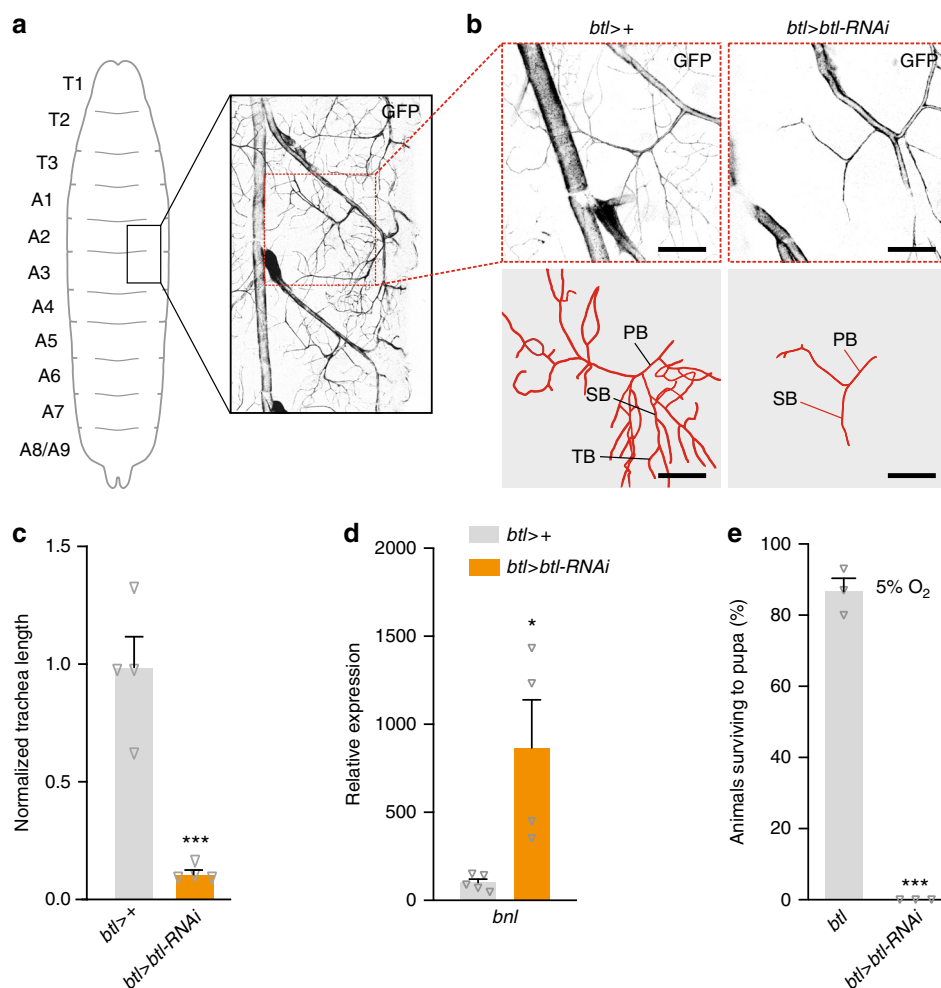 a
T1
T2
T3
A1
A2
A3
A4
A5
A6
A7
A8/A9
GFP
b
btl>+
btl>btl-RNAi
GFP
GFP
PB
SB
TB
PB
SB
c
Normalized trachea length
1.5
1.0
0.5
0.0
***
btl>+
btl>btl-RNAi
d
btl>+
btl>btl-RNAi
Relative expression
2000
1500
1000
500
0
*
bnl
e
Animals surviving to pupa (%)
100
80
60
40
20
0
5% O₂
***
btl
btl>btl-RNAi